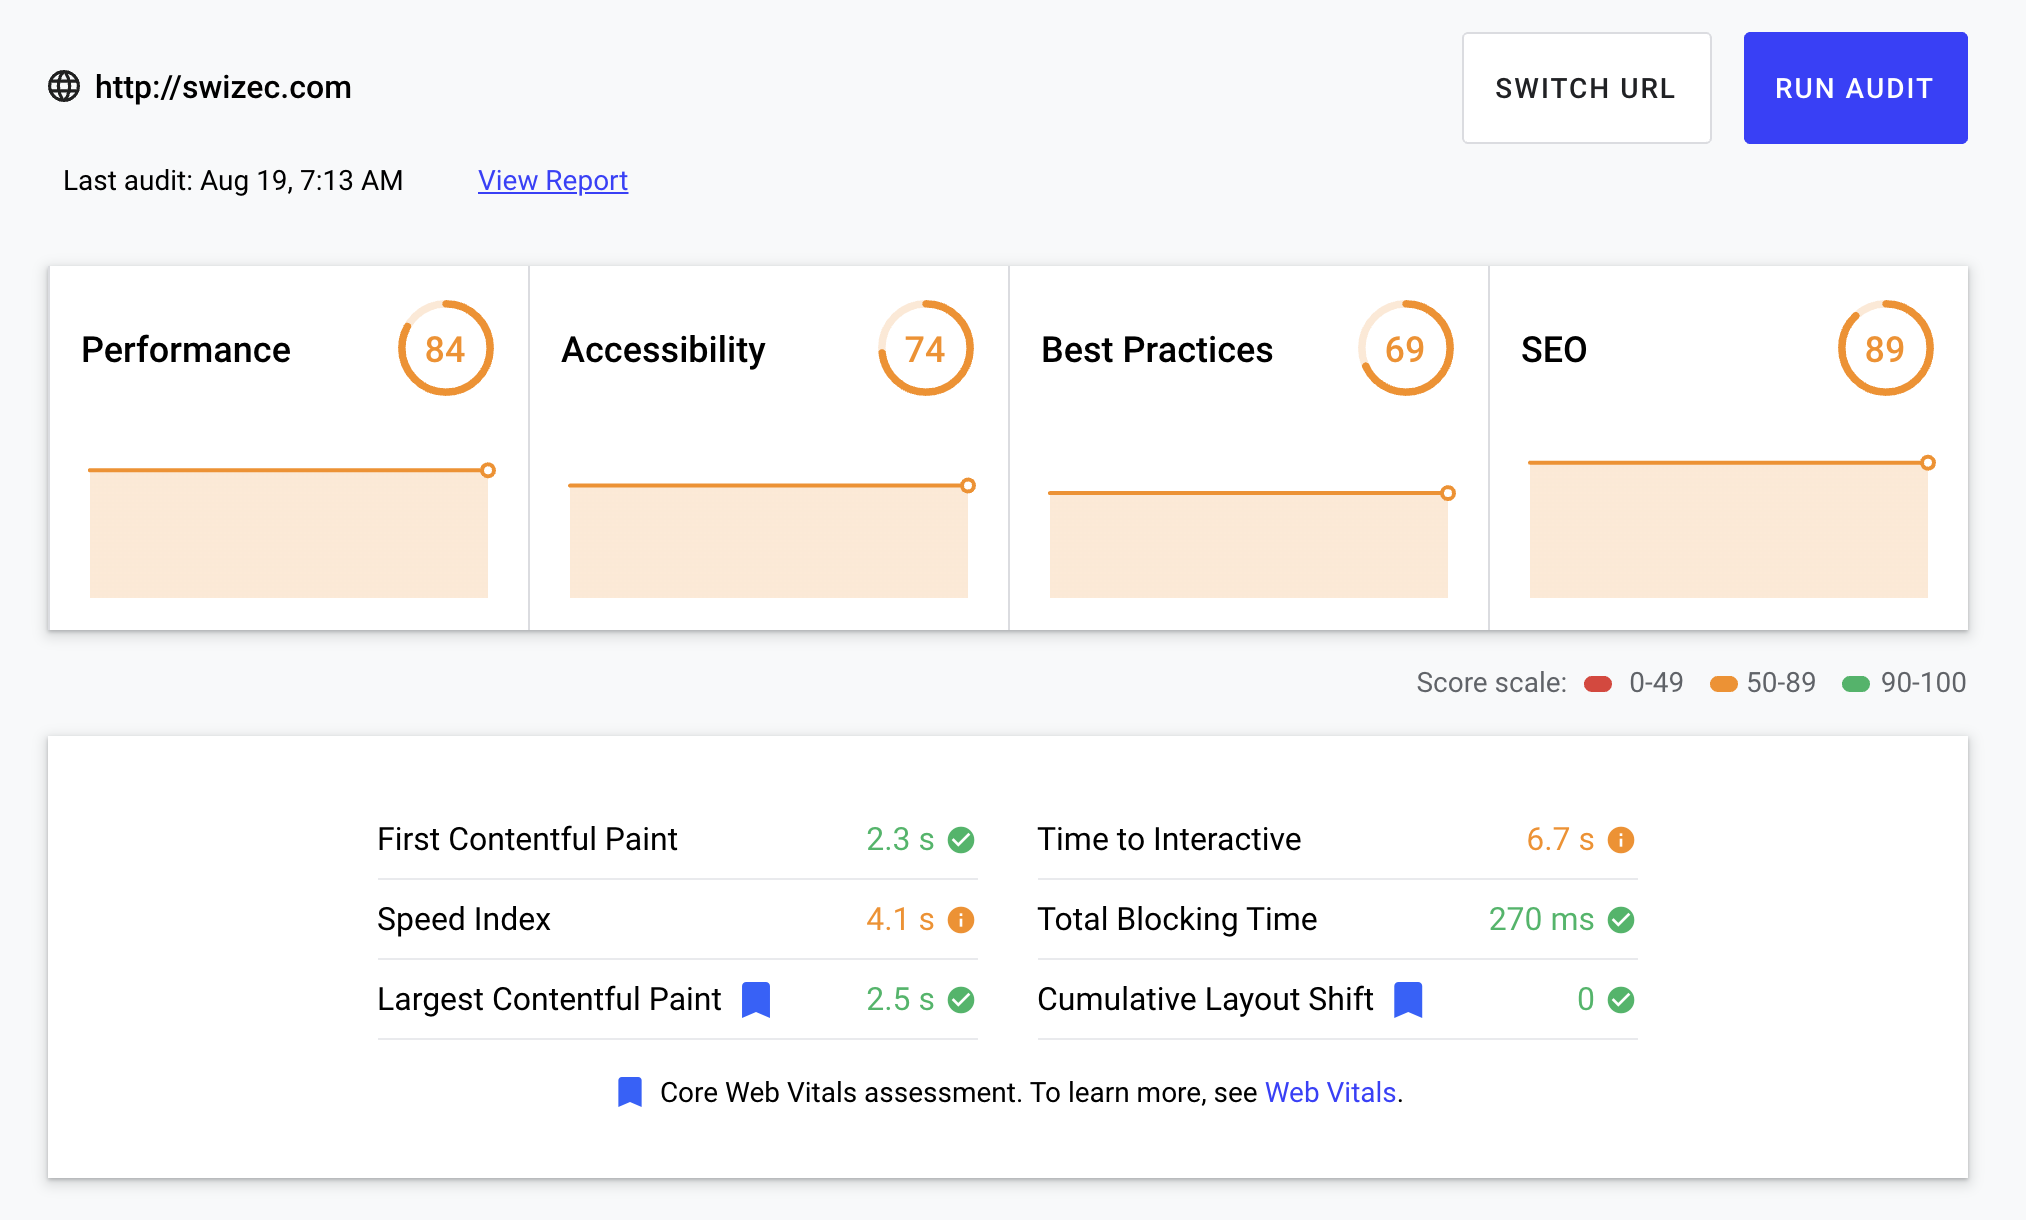 http://swizec.com
SWITCH URL
RUN AUDIT
Last audit: Aug 19, 7:13 AM
View Report
Performance
84
Accessibility
74
Best Practices
69
SEO
89
Score scale: 0-49 50-89 90-100
First Contentful Paint 2.3 s
Time to Interactive 6.7 s
Speed Index 4.1 s
Total Blocking Time 270 ms
Largest Contentful Paint 2.5 s
Cumulative Layout Shift 0
Core Web Vitals assessment. To learn more, see Web Vitals.